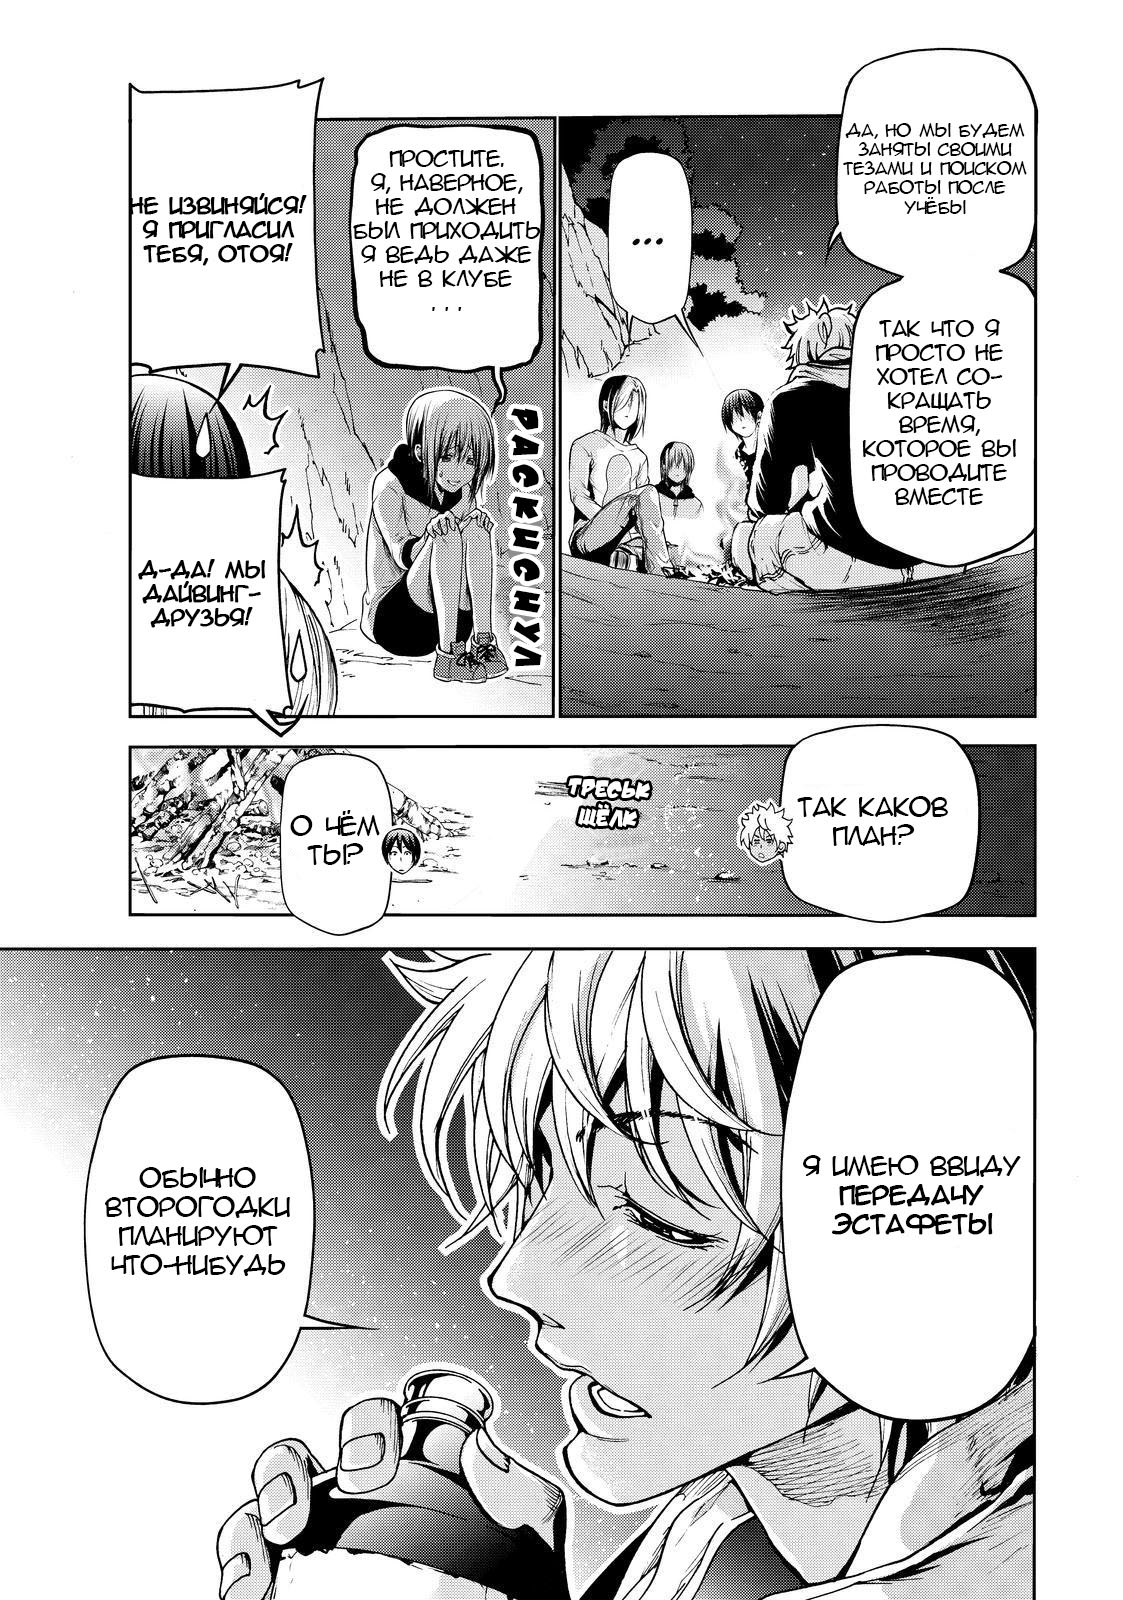 ДА, НО МЫ БУДЕМ
ЗАНЯТЫ СВОИМИ
ТЕЗАМИ И ПОИСКОМ
РАБОТЫ ПОСЛЕ
УЧЁБЫ
ТАК ЧТО Я
ПРОСТО НЕ
ХОТЕЛ СО-
КРАЩАТЬ
ВРЕМЯ,
КОТОРОЕ ВЫ
ПРОВОДИТЕ
ВМЕСТЕ
...
ПРОСТИТЕ.
Я, НАВЕРНОЕ,
НЕ ДОЛЖЕН
БЫЛ ПРИХОДИТЬ
Я ВЕДЬ ДАЖЕ
НЕ В КЛУБЕ
...
РАСКИСНУЛ
НЕ ИЗВИНЯЙСЯ!
Я ПРИГЛАСИЛ
ТЕБЯ, ОТОЯ!
Д-ДА! МЫ
ДАЙВИНГ-
ДРУЗЬЯ!
ТАК КАКОВ
ПЛАН?
ТРЕСЬК
ЩЁЛК
О ЧЁМ
ТЫ?
Я ИМЕЮ ВВИДУ
ПЕРЕДАЧУ
ЭСТАФЕТЫ
ОБЫЧНО
ВТОРОГОДКИ
ПЛАНИРУЮТ
ЧТО-НИБУДЬ